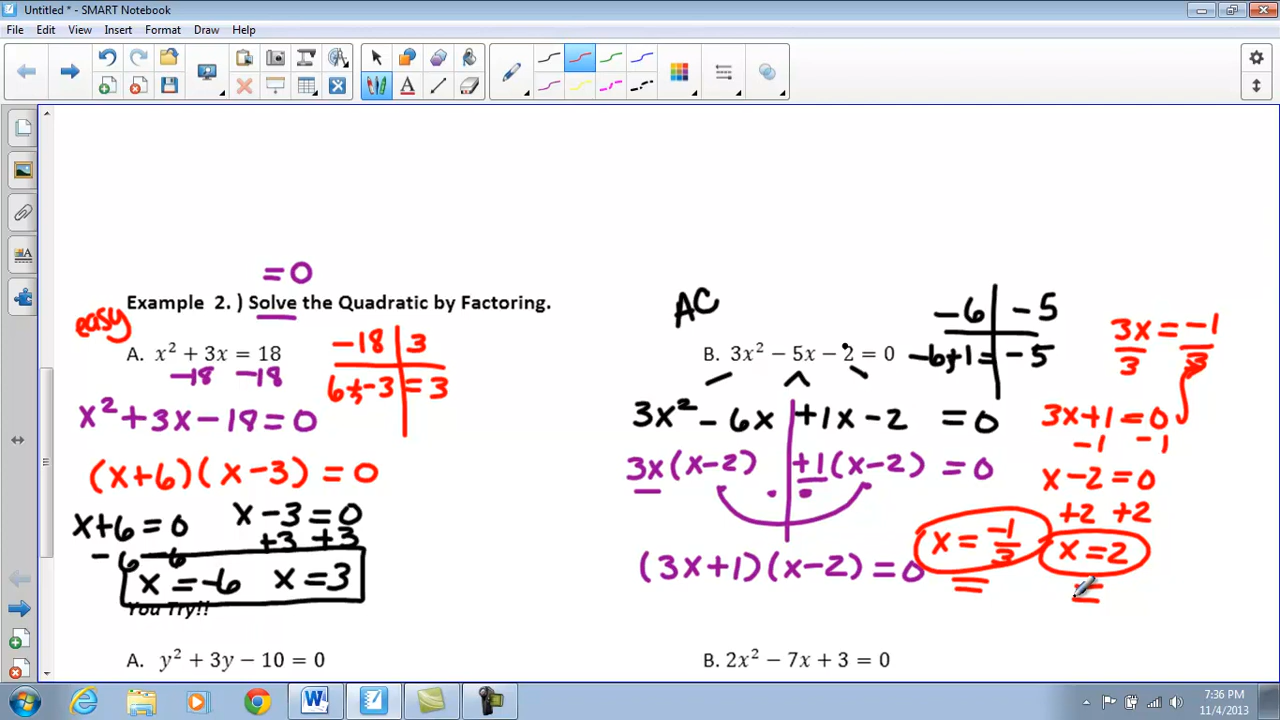 Untitled * - SMART Notebook
File Edit View Insert Format Draw Help
= 0
Example 2. ) Solve the Quadratic by Factoring.
easy
A. x² + 3x = 18
-18 -18
-18 | 3
6 + -3 = 3
x² + 3x - 18 = 0
(x+6)(x-3) = 0
x+6 = 0 x-3 = 0
-6 -6 +3 +3
x = -6 x = 3
AC
B. 3x² − 5x − 2 = 0
-6 | -5
-6+1 = -5
3x² - 6x +1x - 2 = 0
3x(x-2) +1(x-2) = 0
(3x+1)(x-2) = 0
3x = -1
3 3
3x+1 = 0
-1 -1
x-2 = 0
+2 +2
x = -1/3 x = 2
You Try!!
A. y² + 3y − 10 = 0
B. 2x² − 7x + 3 = 0
7:36 PM
11/4/2013